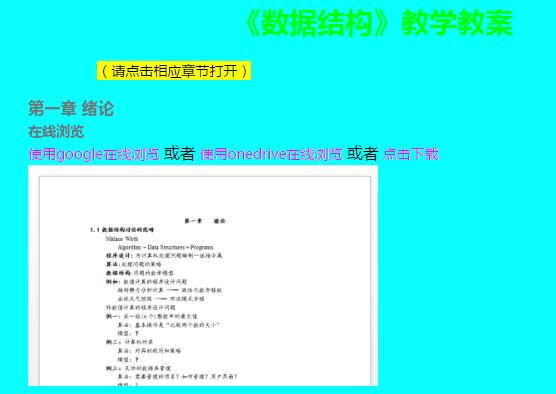 《数据结构》教学教案
（请点击相应章节打开）
第一章 绪论
在线浏览
使用google在线浏览 或者 使用onedrive在线浏览 或者 点击下载
第一章 绪论
1.1 数据结构讨论的范畴
Niklaus Wirth
Algorithm + Data Structures = Programs
程序设计: 为计算机处理问题编制一组指令集
算法: 处理问题的策略
数据结构: 问题的数学模型
例如: 数值计算的程序设计问题
结构静力分析计算 ── 线性代数方程组
全球天气预报 ── 环流模式方程
非数值计算的程序设计问题
例一: 求一组(n个)整数中的最大值
算法: 基本操作是“比较两个数的大小”
模型: ?
例二: 计算机对弈
算法: 对弈的规则和策略
模型: ?
例三: 足协的数据库管理
算法: 需要管理的项目? 如何管理? 用户界面?
模型: ?